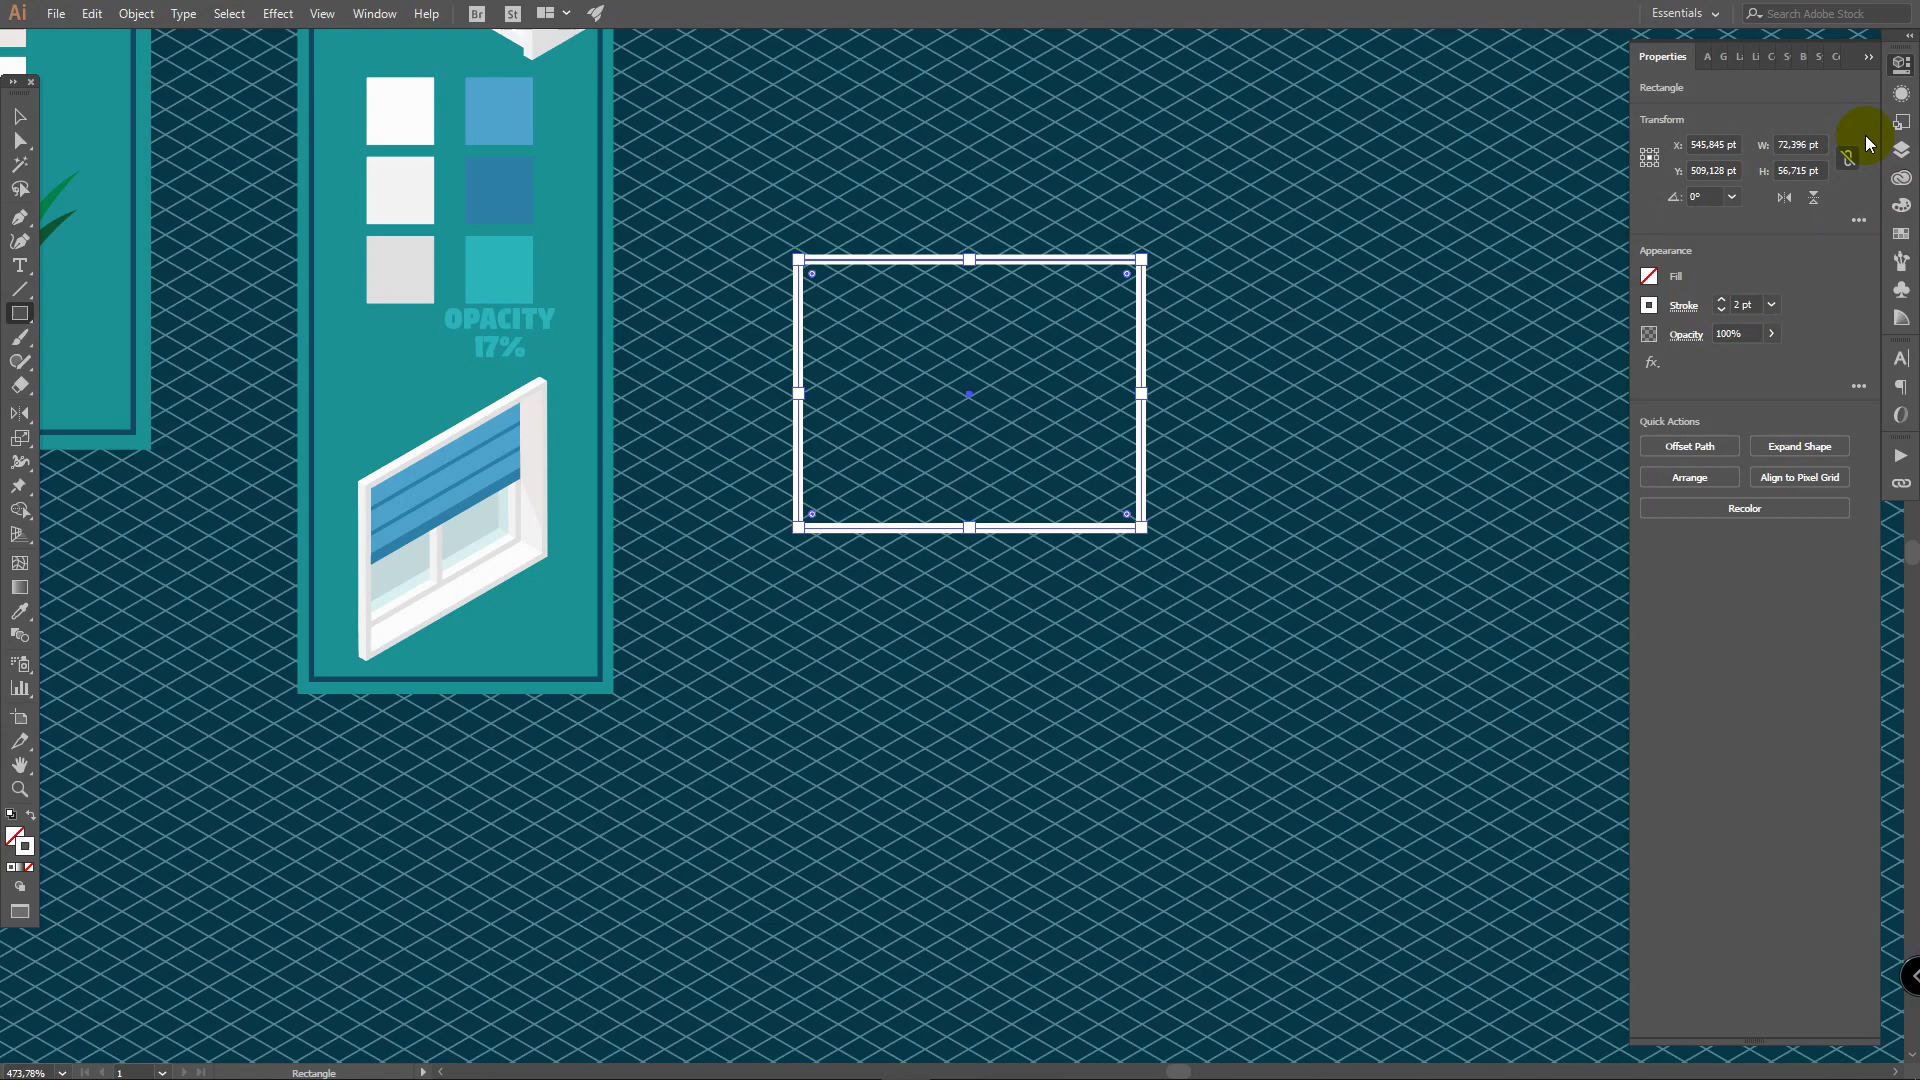 Ai File Edit Object Type Select Effect View Window Help Br St Essentials Search Adobe Stock
Properties A G
Rectangle
Transform
X: 545,845 pt W: 72,396 pt
Y: 509,128 pt H: 56,715 pt
0°
Appearance
Fill
Stroke 2 pt
Opacity 100%
fx.
Quick Actions
Offset Path Expand Shape
Arrange Align to Pixel Grid
Recolor
OPACITY
17%
473,78% 1 Rectangle